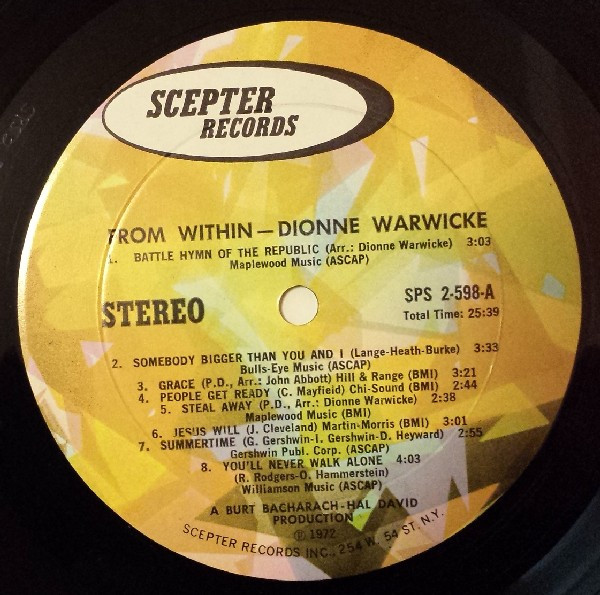 SCEPTER
RECORDS
FROM WITHIN — DIONNE WARWICKE
1. BATTLE HYMN OF THE REPUBLIC (Arr.: Dionne Warwicke) 3:03
Maplewood Music (ASCAP)
STEREO
SPS 2-598-A
Total Time: 25:39
2. SOMEBODY BIGGER THAN YOU AND I (Lange-Heath-Burke) 3:33
Bulls-Eye Music (ASCAP)
3. GRACE (P.D., Arr.: John Abbott) Hill & Range (BMI) 3:21
4. PEOPLE GET READY (C. Mayfield) Chi-Sound (BMI) 2:44
5. STEAL AWAY (P.D., Arr.: Dionne Warwicke) 2:38
Maplewood Music (BMI)
6. JESUS WILL (J. Cleveland) Martin-Morris (BMI) 3:01
7. SUMMERTIME (G. Gershwin-I. Gershwin-D. Heyward) 2:55
Gershwin Publ. Corp. (ASCAP)
8. YOU'LL NEVER WALK ALONE 4:03
(R. Rodgers-O. Hammerstein)
Williamson Music (ASCAP)
A BURT BACHARACH-HAL DAVID
PRODUCTION
Ⓟ 1972
SCEPTER RECORDS INC., 254 W. 54 ST. N.Y.